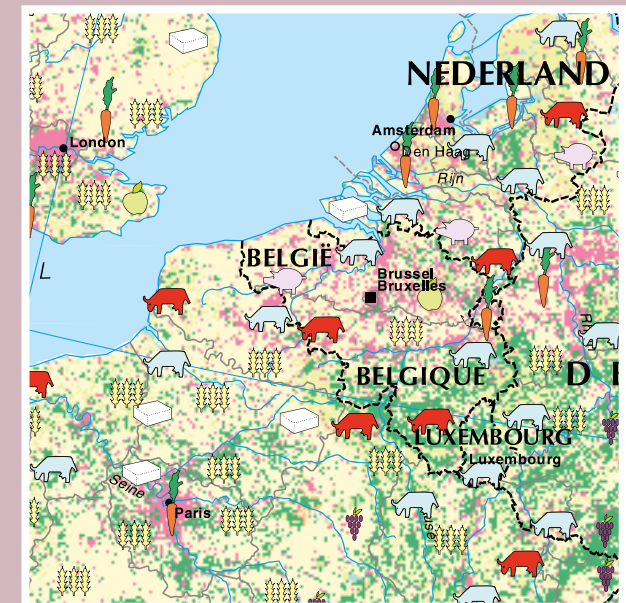 NEDERLAND
Amsterdam
Den Haag
London
Rijn
L
BELGIË
Brussel
Bruxelles
BELGIQUE
D
LUXEMBOURG
Luxembourg
Seine
Paris